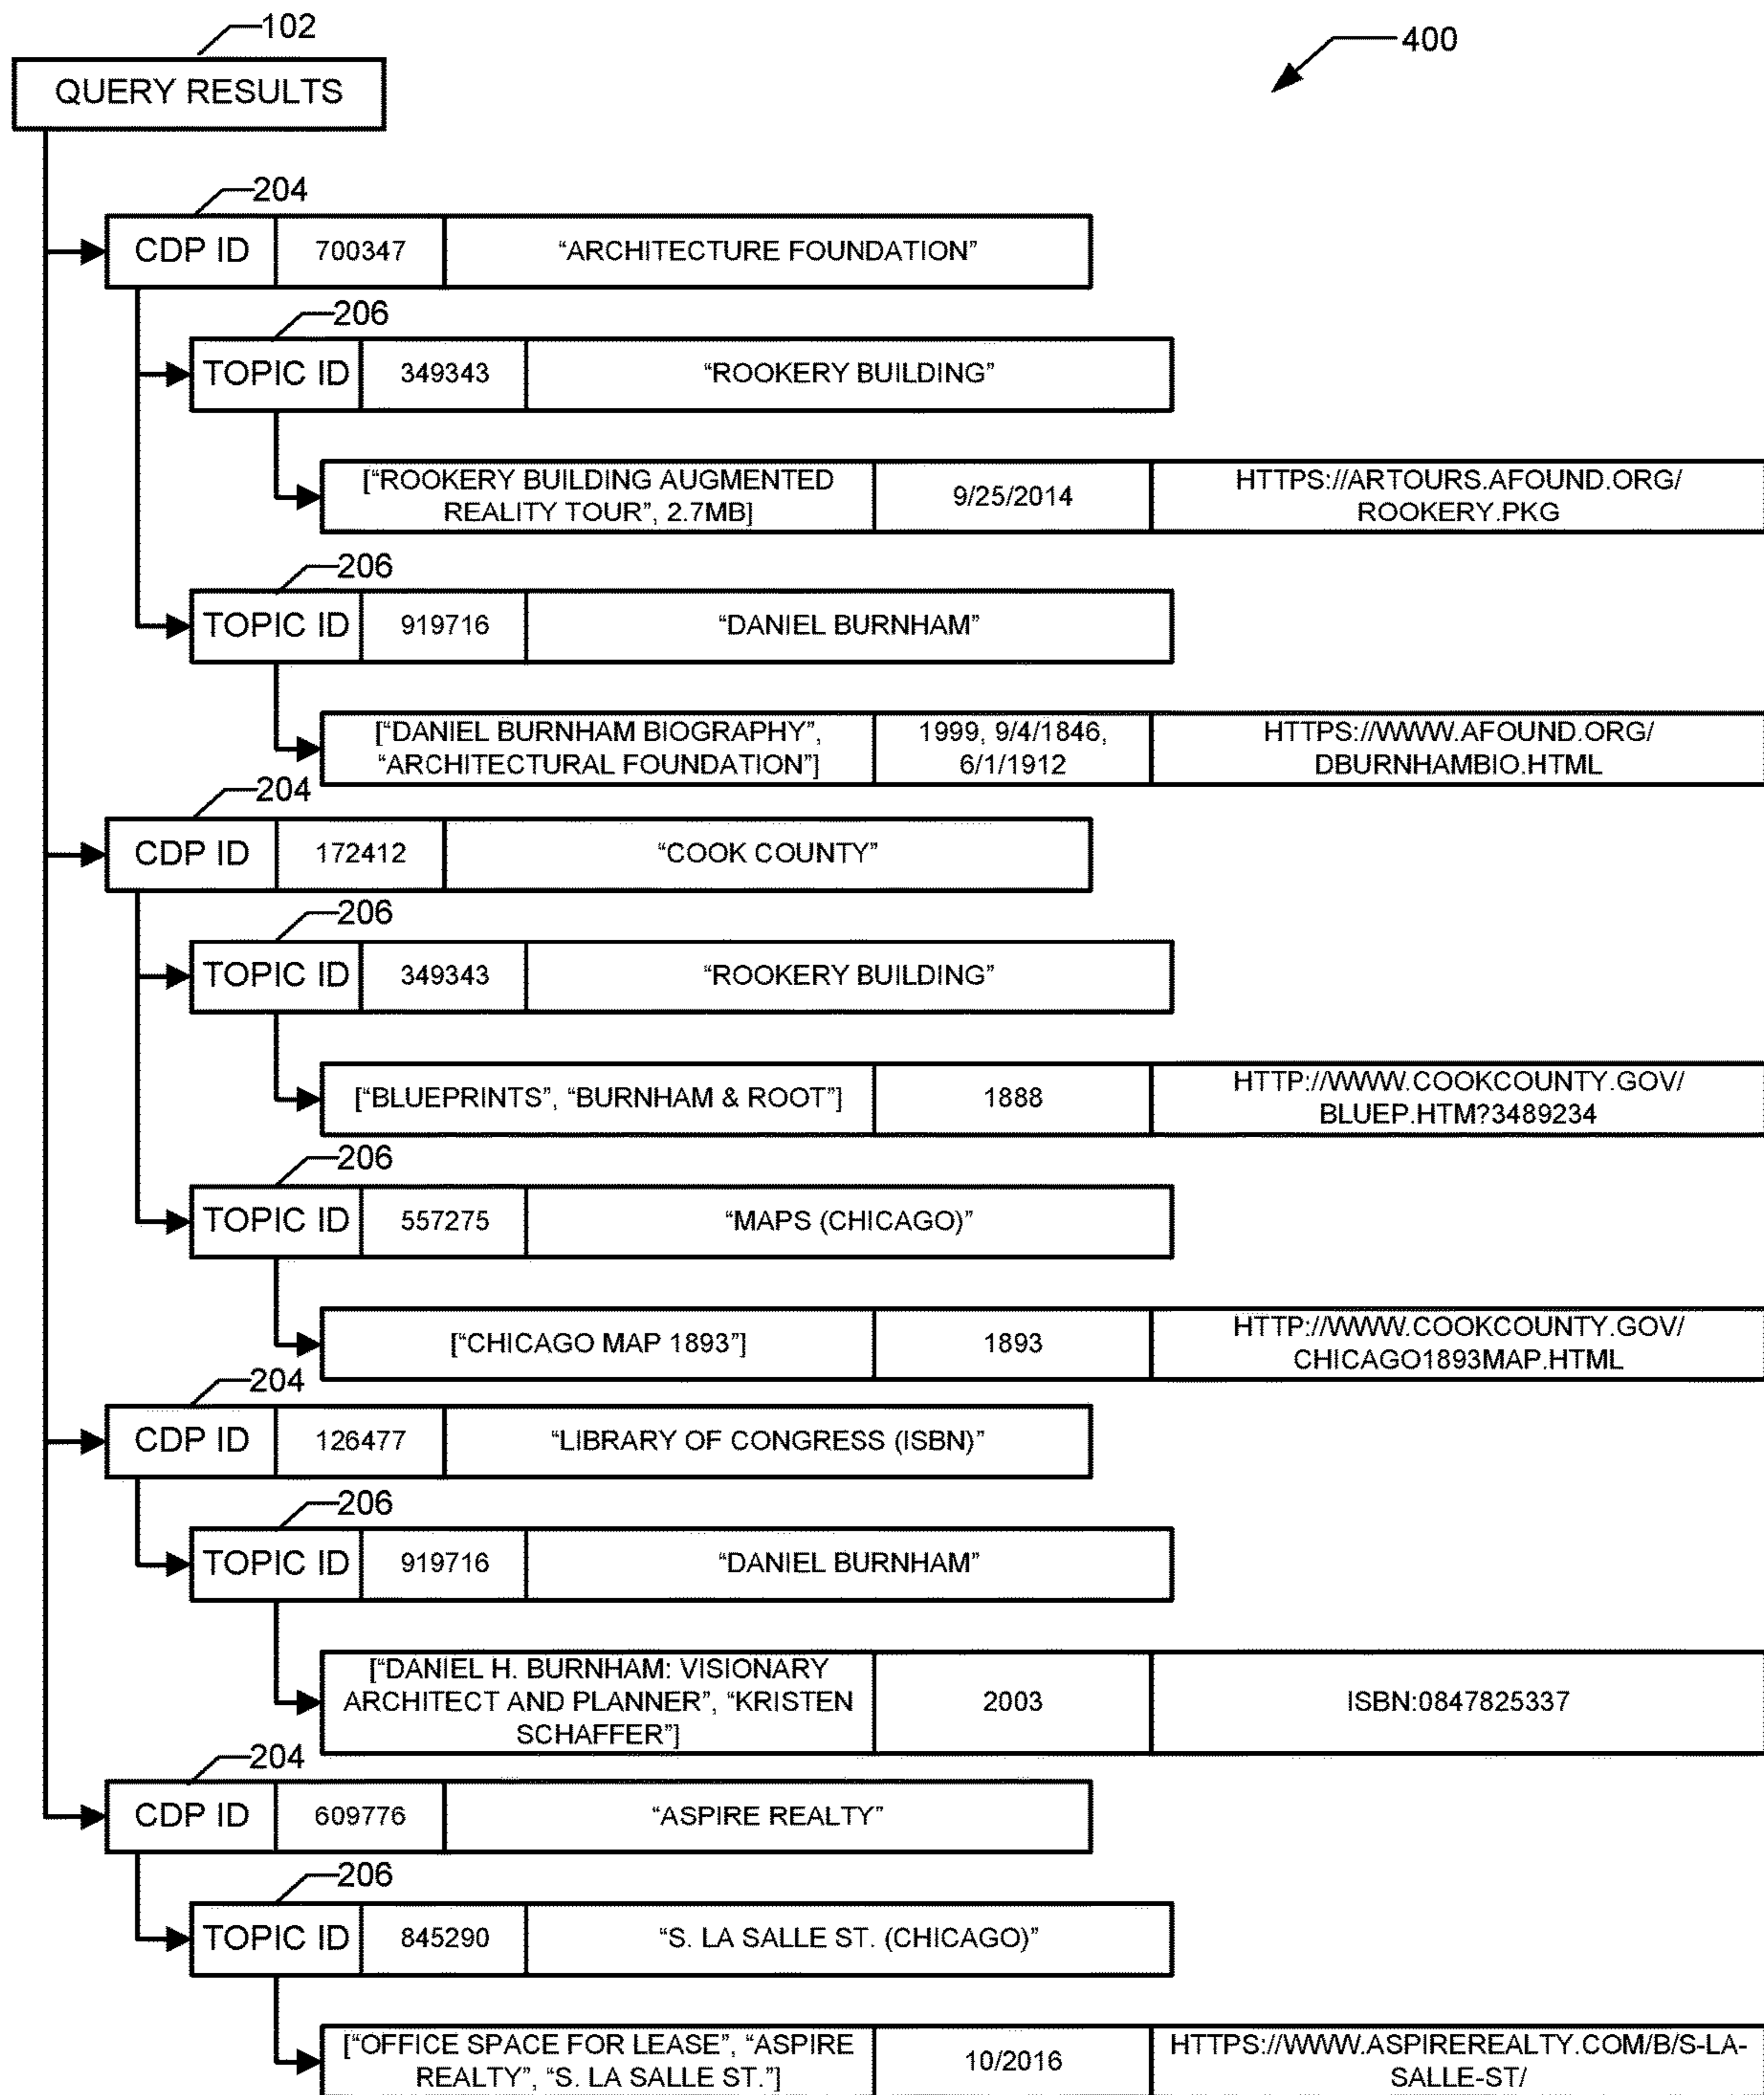 102
400
QUERY RESULTS
204
CDP ID 700347 “ARCHITECTURE FOUNDATION”
206
TOPIC ID 349343 “ROOKERY BUILDING”
[“ROOKERY BUILDING AUGMENTED
REALITY TOUR”, 2.7MB]
9/25/2014
HTTPS://ARTOURS.AFOUND.ORG/
ROOKERY.PKG
206
TOPIC ID 919716 “DANIEL BURNHAM”
[“DANIEL BURNHAM BIOGRAPHY”,
“ARCHITECTURAL FOUNDATION”]
1999, 9/4/1846,
6/1/1912
HTTPS://WWW.AFOUND.ORG/
DBURNHAMBIO.HTML
204
CDP ID 172412 “COOK COUNTY”
206
TOPIC ID 349343 “ROOKERY BUILDING”
[“BLUEPRINTS”, “BURNHAM & ROOT”]
1888
HTTP://WWW.COOKCOUNTY.GOV/
BLUEP.HTM?3489234
206
TOPIC ID 557275 “MAPS (CHICAGO)”
[“CHICAGO MAP 1893”]
1893
HTTP://WWW.COOKCOUNTY.GOV/
CHICAGO1893MAP.HTML
204
CDP ID 126477 “LIBRARY OF CONGRESS (ISBN)”
206
TOPIC ID 919716 “DANIEL BURNHAM”
[“DANIEL H. BURNHAM: VISIONARY
ARCHITECT AND PLANNER”, “KRISTEN
SCHAFFER”]
2003
ISBN:0847825337
204
CDP ID 609776 “ASPIRE REALTY”
206
TOPIC ID 845290 “S. LA SALLE ST. (CHICAGO)”
[“OFFICE SPACE FOR LEASE”, “ASPIRE
REALTY”, “S. LA SALLE ST.”]
10/2016
HTTPS://WWW.ASPIREREALTY.COM/B/S-LA-
SALLE-ST/